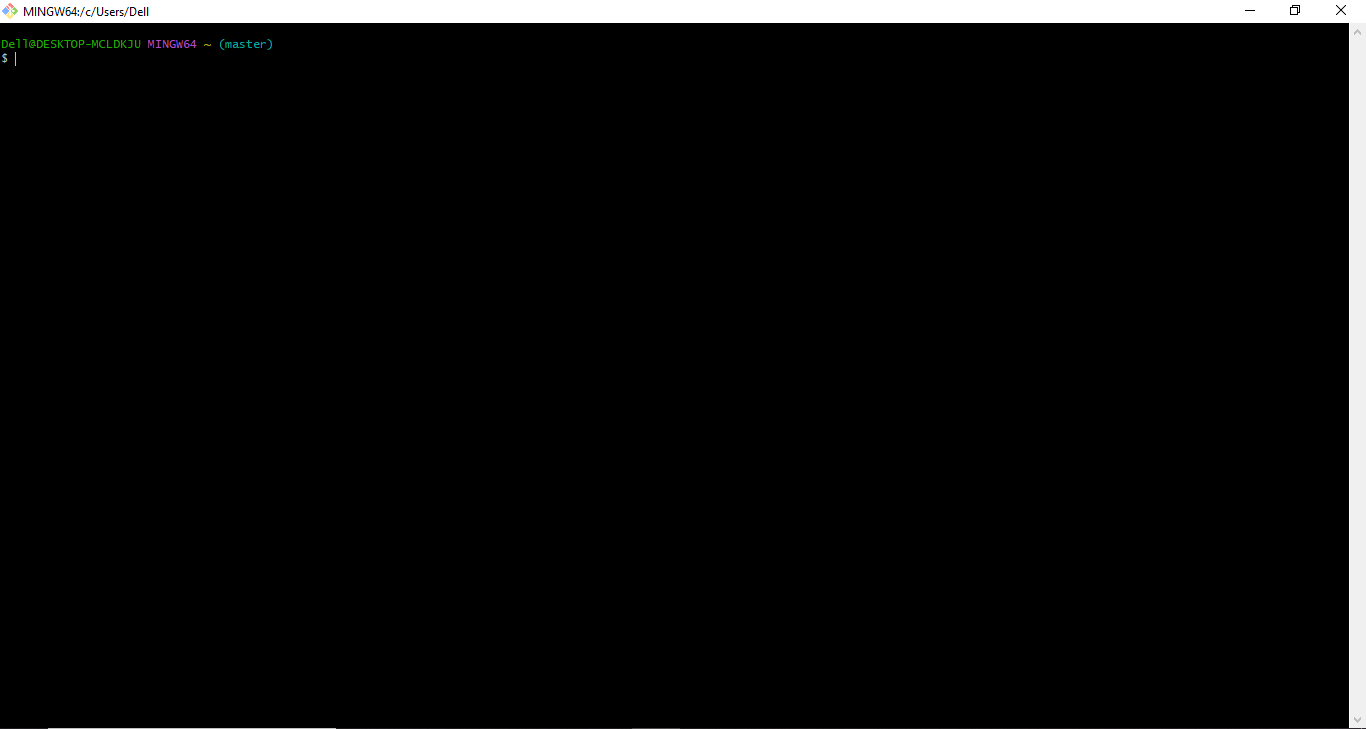 MINGW64:/c/Users/Dell
Dell@DESKTOP-MCLDKJU MINGW64 ~ (master)
$